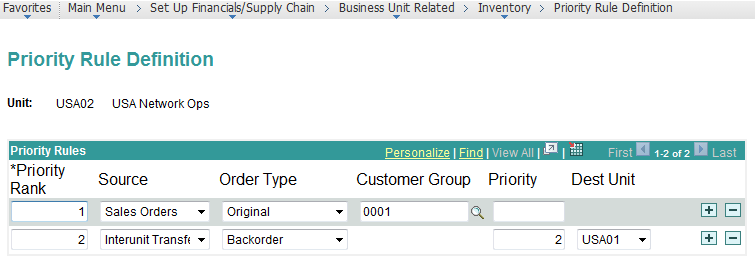 Favorites Main Menu > Set Up Financials/Supply Chain > Business Unit Related > Inventory > Priority Rule Definition
Priority Rule Definition
Unit: USA02 USA Network Ops
Priority Rules Personalize | Find | View All | | First 1-2 of 2 Last
*Priority Rank Source Order Type Customer Group Priority Dest Unit
1 Sales Orders Original 0001
2 Interunit Transfe Backorder 2 USA01